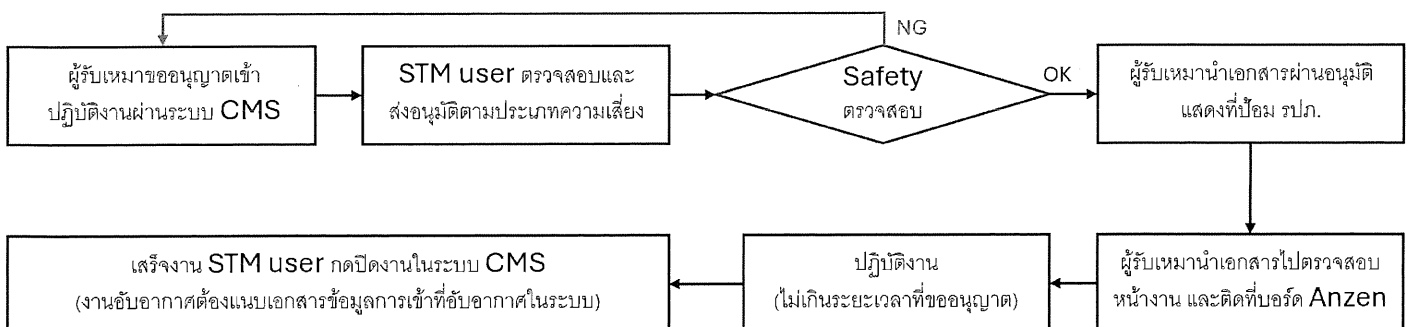 NG
ผู้รับเหมาขออนุญาตเข้า
ปฏิบัติงานผ่านระบบ CMS
STM user ตรวจสอบและ
ส่งอนุมัติตามประเภทความเสี่ยง
Safety
ตรวจสอบ
OK
ผู้รับเหมานำเอกสารผ่านอนุมัติ
แสดงที่ป้อม รปภ.
ผู้รับเหมานำเอกสารไปตรวจสอบ
หน้างาน และติดที่บอร์ด Anzen
ปฏิบัติงาน
(ไม่เกินระยะเวลาที่ขออนุญาต)
เสร็จงาน STM user กดปิดงานในระบบ CMS
(งานอับอากาศต้องแนบเอกสารข้อมูลการเข้าที่อับอากาศในระบบ)